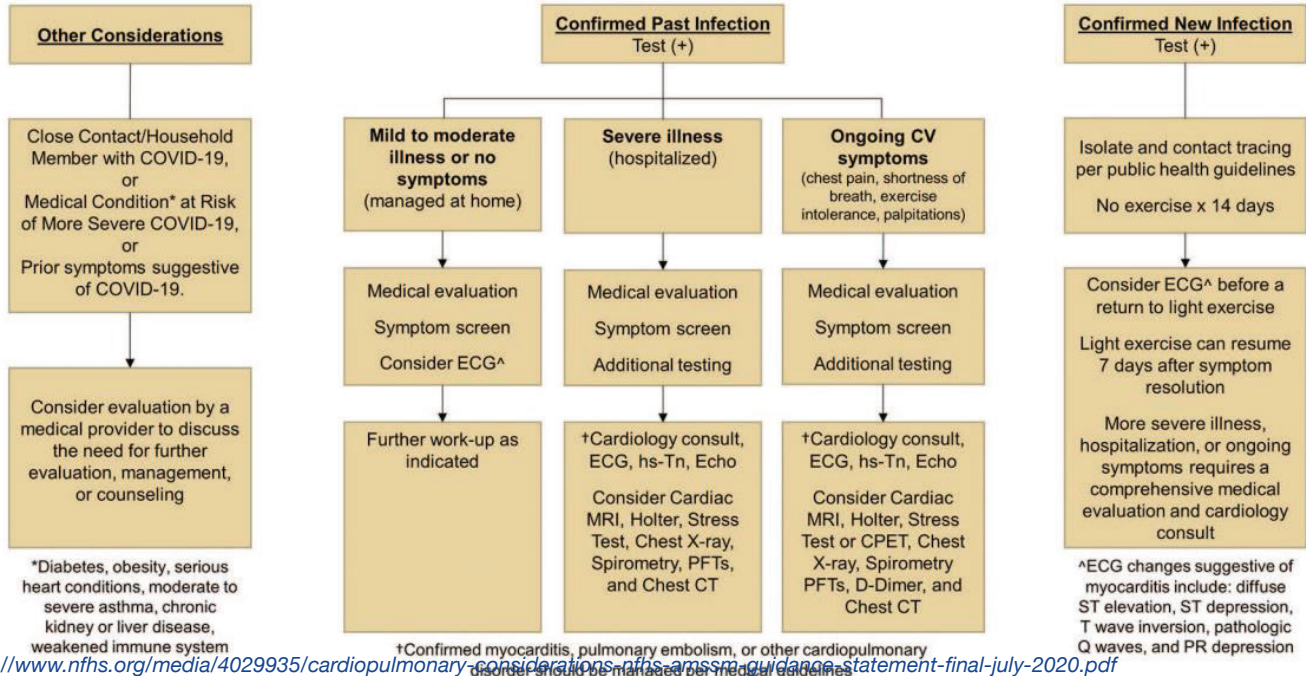 Other Considerations
Close Contact/Household
Member with COVID-19,
or
Medical Condition* at Risk
of More Severe COVID-19,
or
Prior symptoms suggestive
of COVID-19.
Consider evaluation by a
medical provider to discuss
the need for further
evaluation, management,
or counseling
*Diabetes, obesity, serious
heart conditions, moderate to
severe asthma, chronic
kidney or liver disease,
weakened immune system
Confirmed Past Infection
Test (+)
Mild to moderate
illness or no
symptoms
(managed at home)
Medical evaluation
Symptom screen
Consider ECG^
Further work-up as
indicated
Severe illness
(hospitalized)
Medical evaluation
Symptom screen
Additional testing
†Cardiology consult,
ECG, hs-Tn, Echo
Consider Cardiac
MRI, Holter, Stress
Test, Chest X-ray,
Spirometry, PFTs,
and Chest CT
Ongoing CV
symptoms
(chest pain, shortness of
breath, exercise
intolerance, palpitations)
Medical evaluation
Symptom screen
Additional testing
†Cardiology consult,
ECG, hs-Tn, Echo
Consider Cardiac
MRI, Holter, Stress
Test or CPET, Chest
X-ray, Spirometry
PFTs, D-Dimer, and
Chest CT
†Confirmed myocarditis, pulmonary embolism, or other cardiopulmonary
disorder should be managed per medical guidelines
Confirmed New Infection
Test (+)
Isolate and contact tracing
per public health guidelines
No exercise x 14 days
Consider ECG^ before a
return to light exercise
Light exercise can resume
7 days after symptom
resolution
More severe illness,
hospitalization, or ongoing
symptoms requires a
comprehensive medical
evaluation and cardiology
consult
^ECG changes suggestive of
myocarditis include: diffuse
ST elevation, ST depression,
T wave inversion, pathologic
Q waves, and PR depression
//www.nfhs.org/media/4029935/cardiopulmonary-considerations-nfhs-amssm-guidance-statement-final-july-2020.pdf